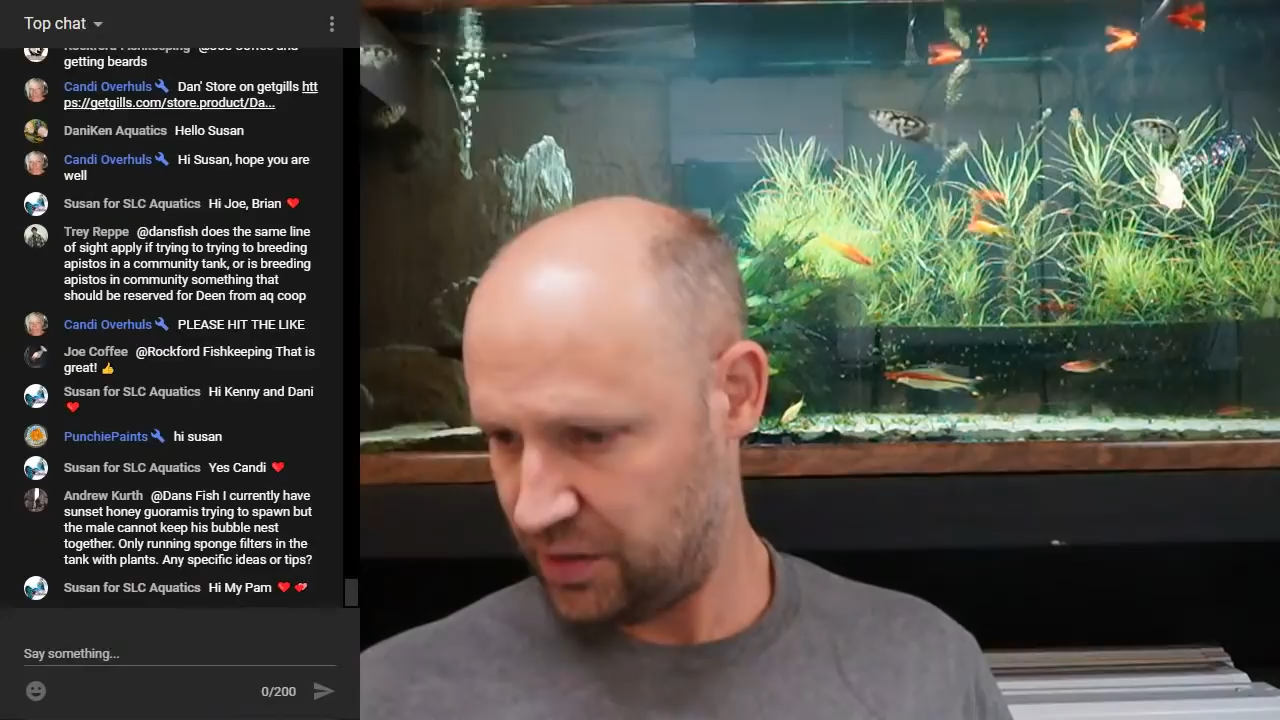 Top chat
getting beards
Candi Overhuls Dan' Store on getgills htt
ps://getgills.com/store.product/Da...
DaniKen Aquatics Hello Susan
Candi Overhuls Hi Susan, hope you are
well
Susan for SLC Aquatics Hi Joe, Brian ❤️
Trey Reppe @dansfish does the same line
of sight apply if trying to trying to breeding
apistos in a community tank, or is breeding
apistos in community something that
should be reserved for Deen from aq coop
Candi Overhuls PLEASE HIT THE LIKE
Joe Coffee @Rockford Fishkeeping That is
great! 👍
Susan for SLC Aquatics Hi Kenny and Dani
❤️
PunchiePaints hi susan
Susan for SLC Aquatics Yes Candi ❤️
Andrew Kurth @Dans Fish I currently have
sunset honey guoramis trying to spawn but
the male cannot keep his bubble nest
together. Only running sponge filters in the
tank with plants. Any specific ideas or tips?
Susan for SLC Aquatics Hi My Pam ❤️ 💕
Say something...
0/200